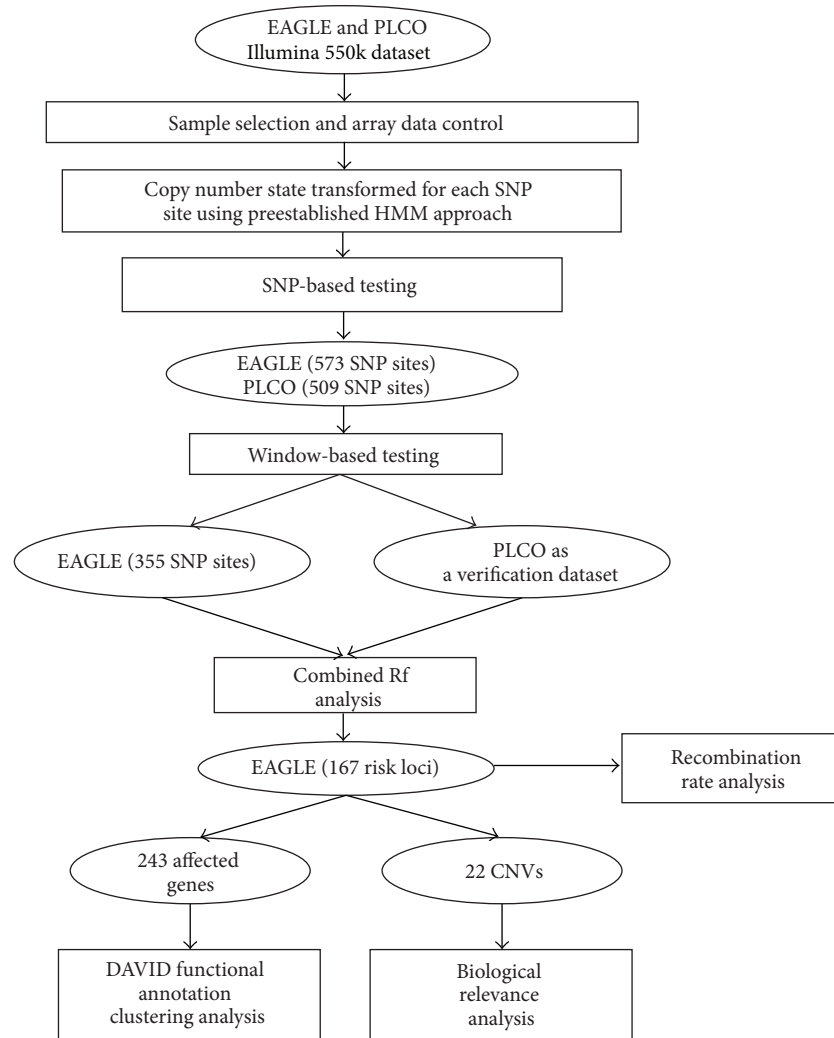 EAGLE and PLCO
Illumina 550k dataset
Sample selection and array data control
Copy number state transformed for each SNP
site using preestablished HMM approach
SNP-based testing
EAGLE (573 SNP sites)
PLCO (509 SNP sites)
Window-based testing
EAGLE (355 SNP sites)
PLCO as
a verification dataset
Combined Rf
analysis
EAGLE (167 risk loci)
Recombination
rate analysis
243 affected
genes
22 CNVs
DAVID functional
annotation
clustering analysis
Biological
relevance
analysis